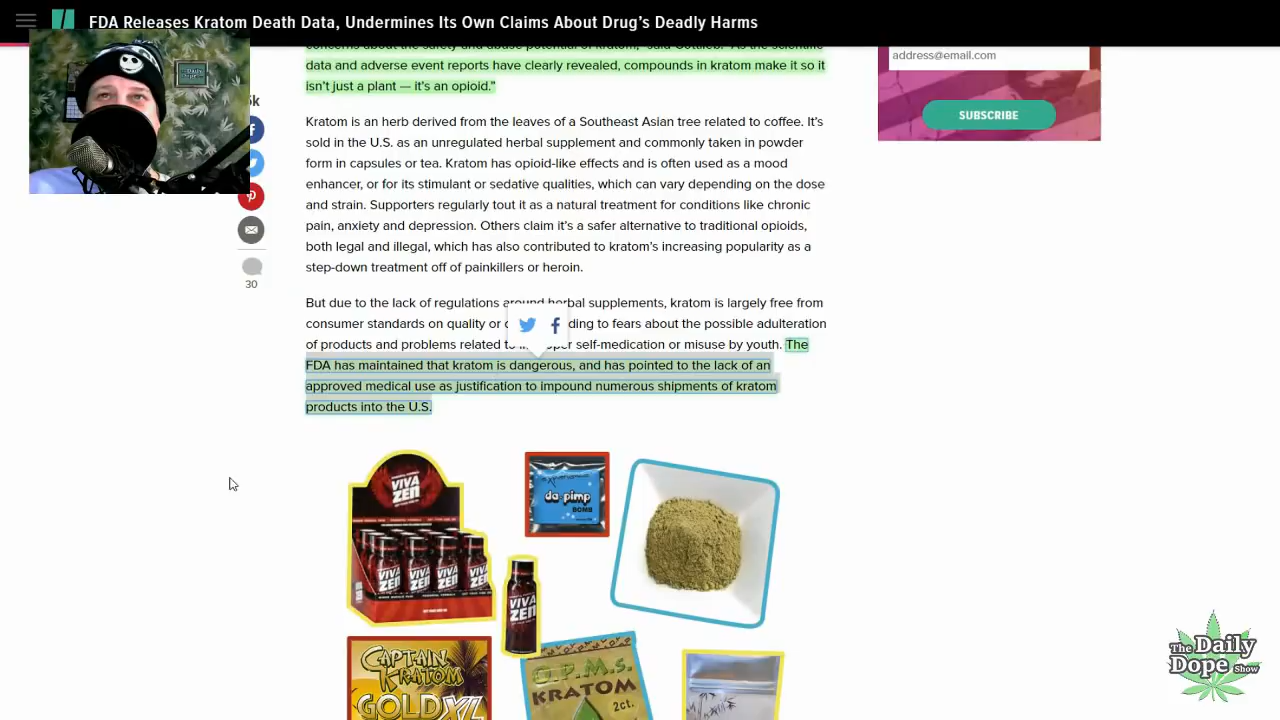 FDA Releases Kratom Death Data, Undermines Its Own Claims About Drug's Deadly Harms
concerns about the safety and abuse potential of kratom," said Gottlieb. "As the scientific
data and adverse event reports have clearly revealed, compounds in kratom make it so it
isn't just a plant — it's an opioid."
Kratom is an herb derived from the leaves of a Southeast Asian tree related to coffee. It's
sold in the U.S. as an unregulated herbal supplement and commonly taken in powder
form in capsules or tea. Kratom has opioid-like effects and is often used as a mood
enhancer, or for its stimulant or sedative qualities, which can vary depending on the dose
and strain. Supporters regularly tout it as a natural treatment for conditions like chronic
pain, anxiety and depression. Others claim it's a safer alternative to traditional opioids,
both legal and illegal, which has also contributed to kratom's increasing popularity as a
step-down treatment off of painkillers or heroin.
But due to the lack of regulations around herbal supplements, kratom is largely free from
consumer standards on quality or ding to fears about the possible adulteration
of products and problems related to self-medication or misuse by youth. The
FDA has maintained that kratom is dangerous, and has pointed to the lack of an
approved medical use as justification to impound numerous shipments of kratom
products into the U.S.
30
address@email.com
SUBSCRIBE
VIVA ZEN
VIVA ZEN
VIVA ZEN
VIVA ZEN
VIVA ZEN
da pimp
BOMB
CAPTAIN
KRATOM
GOLD XL
O.P.M.S.
KRATOM
2ct.
The Daily
Dope Show